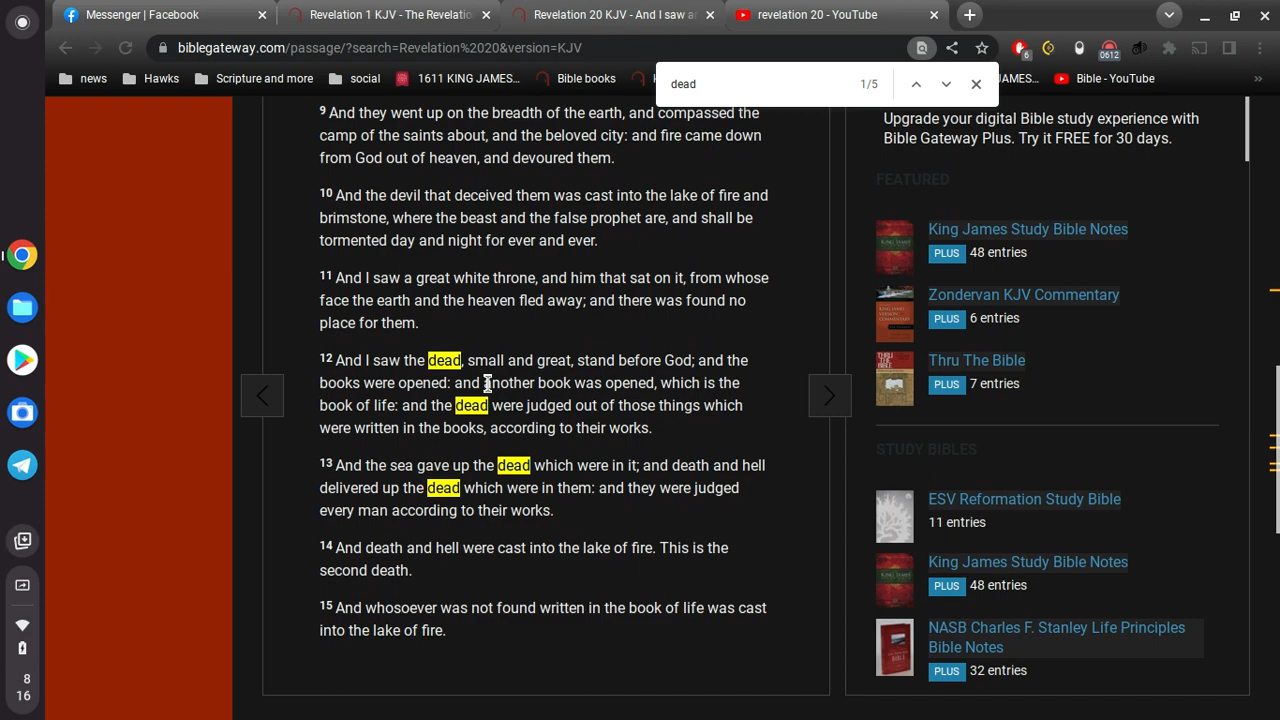 Messenger | Facebook
Revelation 1 KJV - The Revelatio
Revelation 20 KJV - And I saw ar
revelation 20 - YouTube
biblegateway.com/passage/?search=Revelation%2020&version=KJV
6
0612
news
Hawks
Scripture and more
social
1611 KING JAMES...
Bible books
AMES...
Bible - YouTube
dead
1/5
9 And they went up on the breadth of the earth, and compassed the
camp of the saints about, and the beloved city: and fire came down
from God out of heaven, and devoured them.
10 And the devil that deceived them was cast into the lake of fire and
brimstone, where the beast and the false prophet are, and shall be
tormented day and night for ever and ever.
11 And I saw a great white throne, and him that sat on it, from whose
face the earth and the heaven fled away; and there was found no
place for them.
12 And I saw the dead, small and great, stand before God; and the
books were opened: and another book was opened, which is the
book of life: and the dead were judged out of those things which
were written in the books, according to their works.
13 And the sea gave up the dead which were in it; and death and hell
delivered up the dead which were in them: and they were judged
every man according to their works.
14 And death and hell were cast into the lake of fire. This is the
second death.
15 And whosoever was not found written in the book of life was cast
into the lake of fire.
Upgrade your digital Bible study experience with
Bible Gateway Plus. Try it FREE for 30 days.
FEATURED
King James Study Bible Notes
PLUS 48 entries
Zondervan KJV Commentary
PLUS 6 entries
Thru The Bible
PLUS 7 entries
STUDY BIBLES
ESV Reformation Study Bible
11 entries
King James Study Bible Notes
PLUS 48 entries
NASB Charles F. Stanley Life Principles
Bible Notes
PLUS 32 entries
8
16